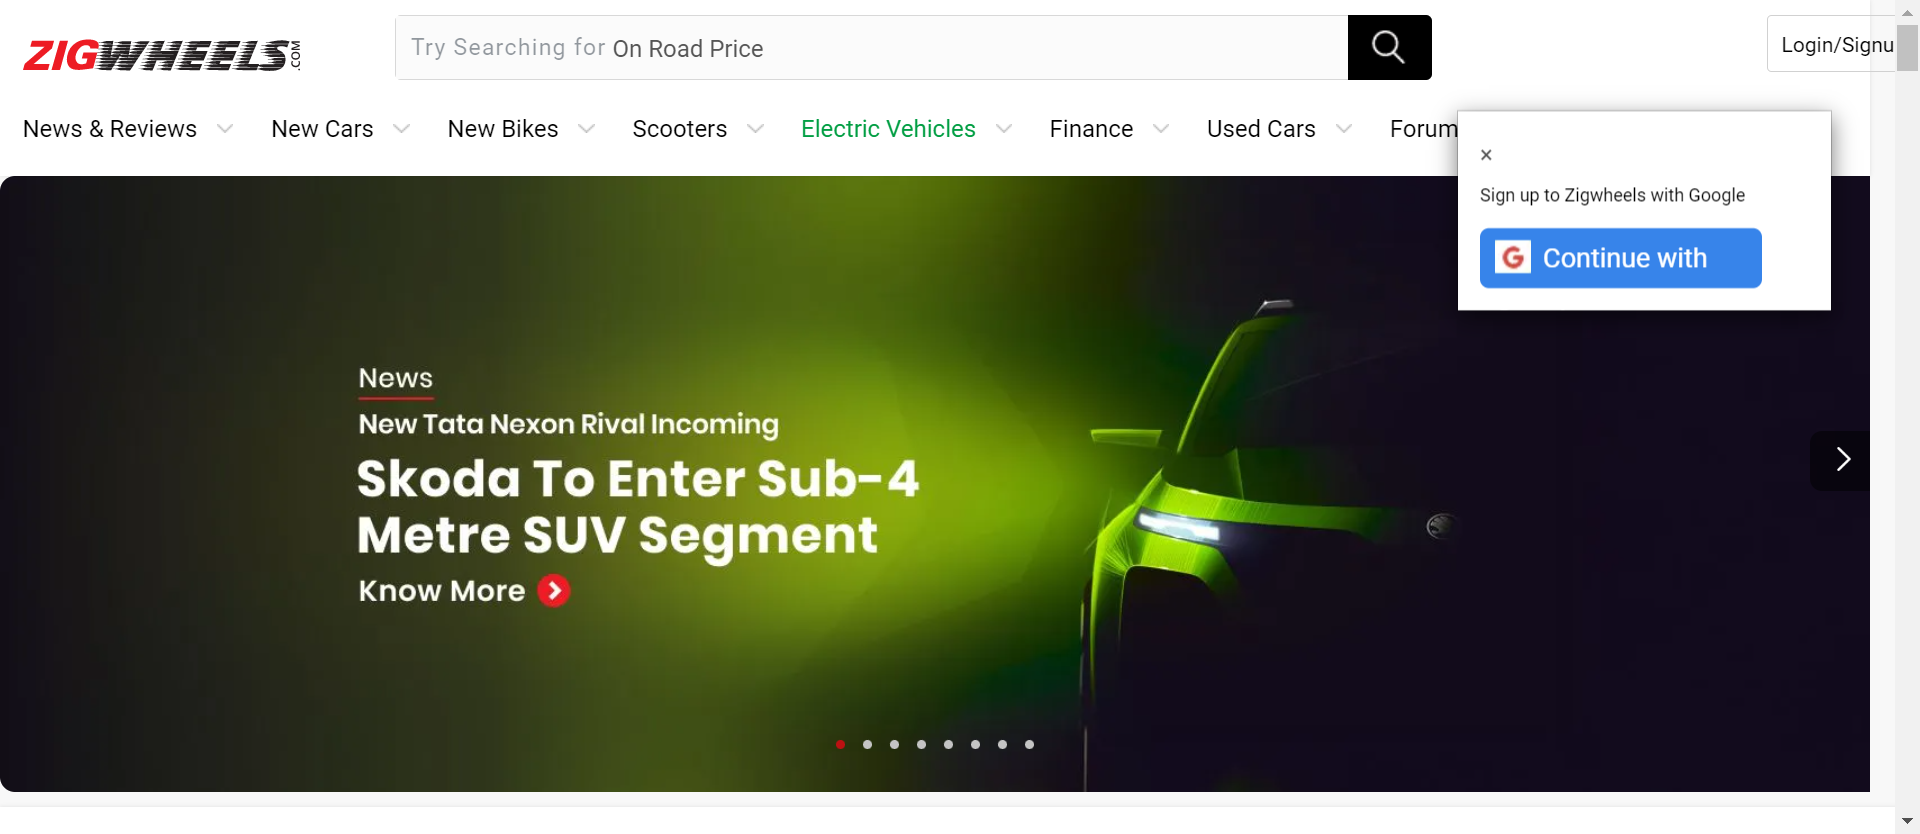 ZIGWHEELS.COM
Try Searching for On Road Price
Login/Signu
News & Reviews
New Cars
New Bikes
Scooters
Electric Vehicles
Finance
Used Cars
Forum
×
Sign up to Zigwheels with Google
G Continue with
News
New Tata Nexon Rival Incoming
Skoda To Enter Sub-4
Metre SUV Segment
Know More